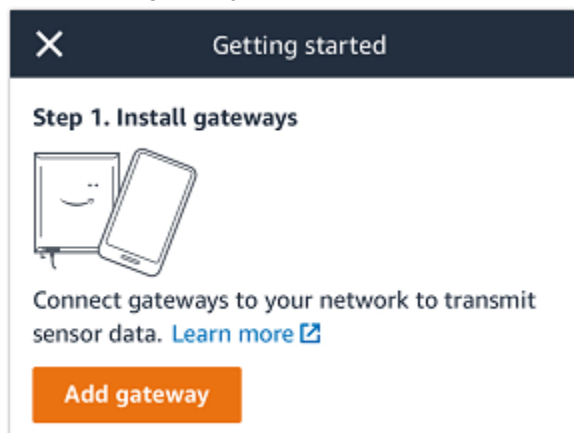 Getting started
Step 1. Install gateways
Connect gateways to your network to transmit
sensor data. Learn more
Add gateway